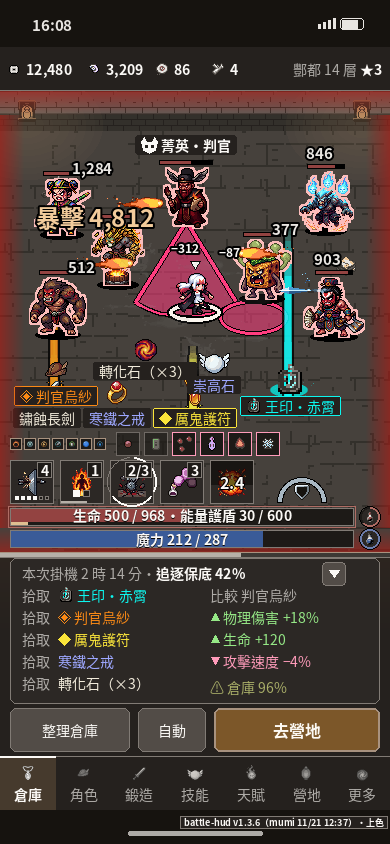 16:08
12,480 3,209 86 4 酆都 14 層 ★3
菁英・判官
1,284
846
暴擊 4,812
377
−312
−87
512
903
轉化石（×3）
崇高石
判官烏紗
王印・赤霄
鏽蝕長劍 寒鐵之戒 厲鬼護符
4 1 2/3 3 2.4
生命 500 / 968・能量護盾 30 / 600
魔力 212 / 287
本次掛機 2 時 14 分・追逐保底 42%
拾取 王印・赤霄
拾取 判官烏紗
拾取 厲鬼護符
拾取 寒鐵之戒
拾取 轉化石（×3）
比較 判官烏紗
▲物理傷害 +18%
▲生命 +120
▼攻擊速度 −4%
⚠ 倉庫 96%
整理倉庫 自動 去營地
倉庫 角色 鍛造 技能 天賦 營地 更多
battle-hud v1.3.6（mumi 11/21 12:37）・上色